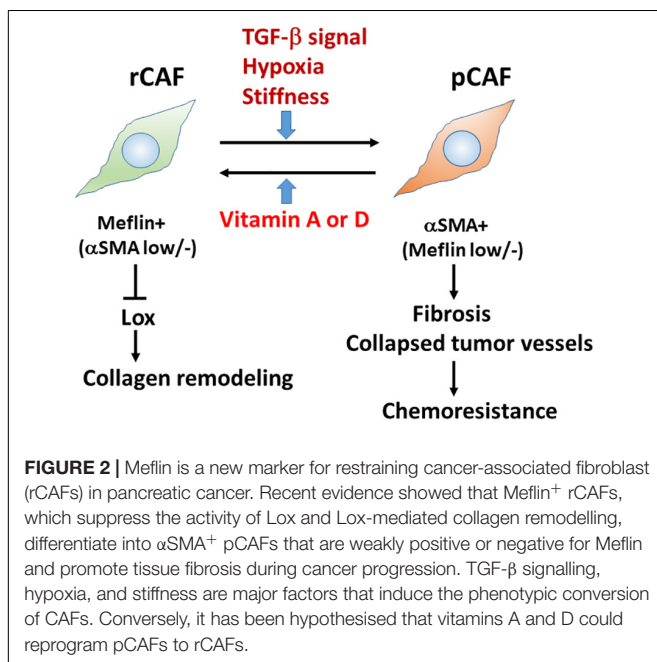 TGF-β signal
Hypoxia
Stiffness
rCAF
pCAF
Vitamin A or D
Meflin+
(αSMA low/-)
Lox
Collagen remodeling
αSMA+
(Meflin low/-)
Fibrosis
Collapsed tumor vessels
Chemoresistance
FIGURE 2 | Meflin is a new marker for restraining cancer-associated fibroblast
(rCAFs) in pancreatic cancer. Recent evidence showed that Meflin+ rCAFs,
which suppress the activity of Lox and Lox-mediated collagen remodelling,
differentiate into αSMA+ pCAFs that are weakly positive or negative for Meflin
and promote tissue fibrosis during cancer progression. TGF-β signalling,
hypoxia, and stiffness are major factors that induce the phenotypic conversion
of CAFs. Conversely, it has been hypothesised that vitamins A and D could
reprogram pCAFs to rCAFs.